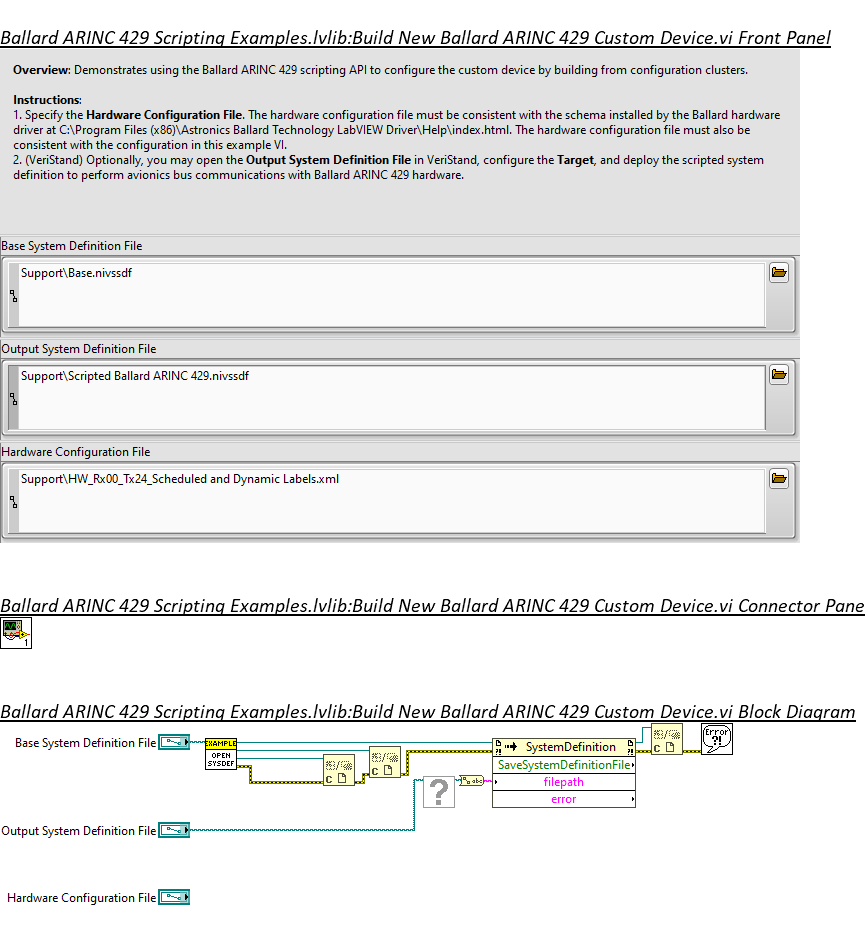 Ballard ARINC 429 Scripting Examples.lvlib:Build New Ballard ARINC 429 Custom Device.vi Front Panel
Overview: Demonstrates using the Ballard ARINC 429 scripting API to configure the custom device by building from configuration clusters.
Instructions:
1. Specify the Hardware Configuration File. The hardware configuration file must be consistent with the schema installed by the Ballard hardware
driver at C:\Program Files (x86)\Astronics Ballard Technology LabVIEW Driver\Help\index.html. The hardware configuration file must also be
consistent with the configuration in this example VI.
2. (VeriStand) Optionally, you may open the Output System Definition File in VeriStand, configure the Target, and deploy the scripted system
definition to perform avionics bus communications with Ballard ARINC 429 hardware.
Base System Definition File
Support\Base.nivssdf
Output System Definition File
Support\Scripted Ballard ARINC 429.nivssdf
Hardware Configuration File
Support\HW_Rx00_Tx24_Scheduled and Dynamic Labels.xml
Ballard ARINC 429 Scripting Examples.lvlib:Build New Ballard ARINC 429 Custom Device.vi Connector Pane
1
Ballard ARINC 429 Scripting Examples.lvlib:Build New Ballard ARINC 429 Custom Device.vi Block Diagram
Base System Definition File
EXAMPLE
OPEN
SYSDEF
C
C
?
abc
SystemDefinition
SaveSystemDefinitionFile
filepath
error
C
Error
?!
Output System Definition File
Hardware Configuration File